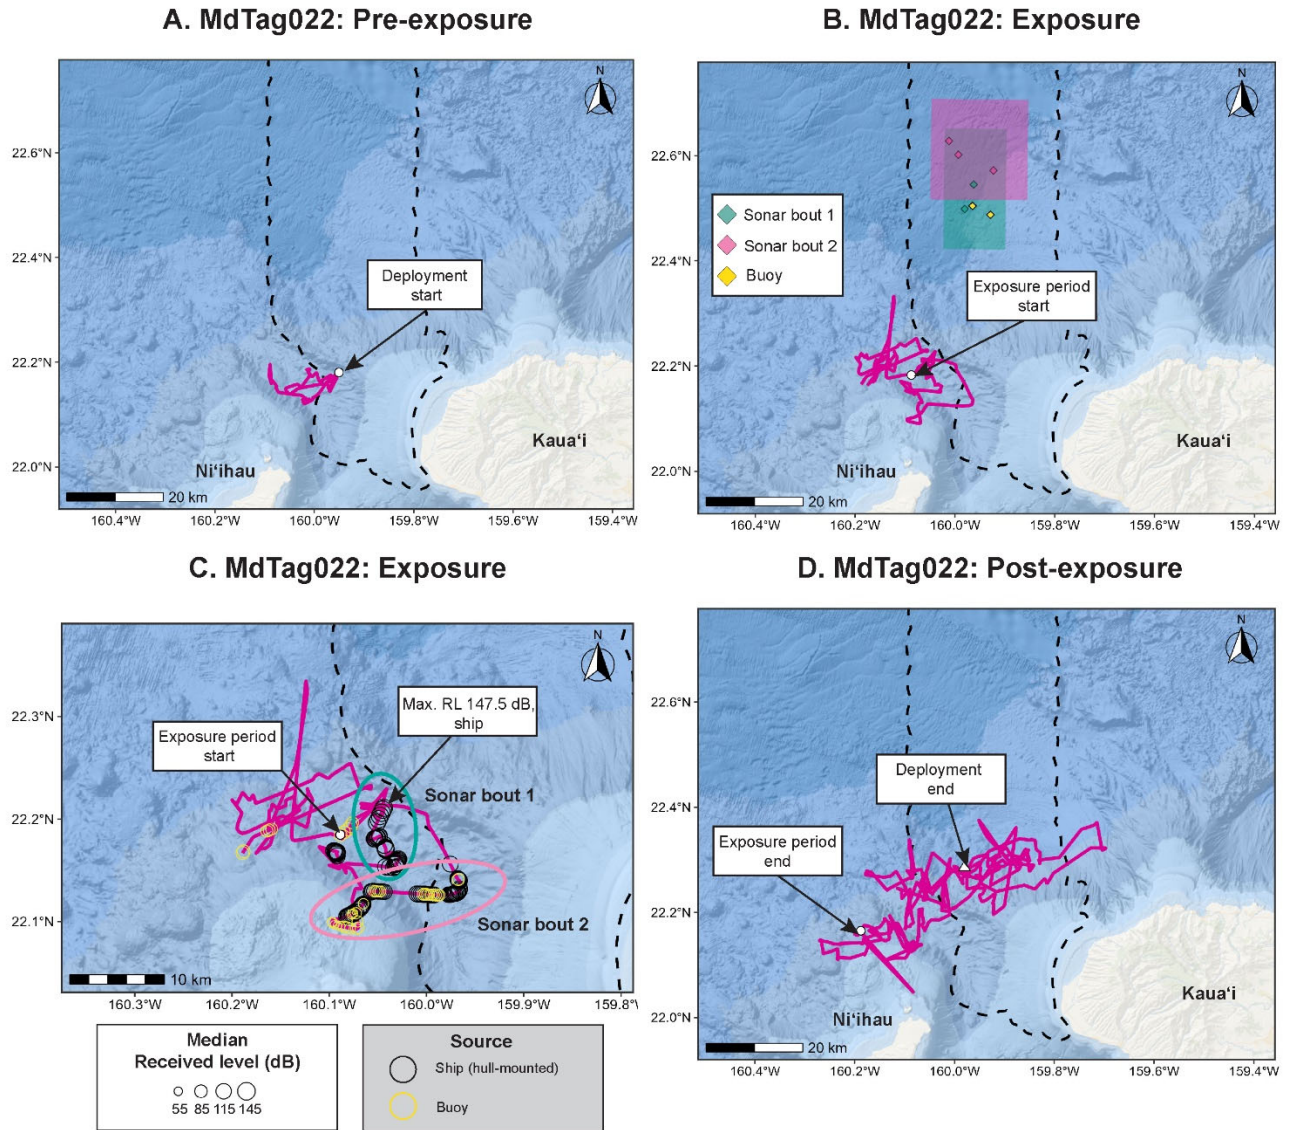 A. MdTag022: Pre-exposure
N
22.6°N
22.4°N
22.2°N
22.0°N
Deployment
start
Kaua‘i
Ni‘ihau
20 km
160.4°W
160.2°W
160.0°W
159.8°W
159.6°W
159.4°W
B. MdTag022: Exposure
N
22.6°N
22.4°N
22.2°N
22.0°N
Sonar bout 1
Sonar bout 2
Buoy
Exposure period
start
Kaua‘i
Ni‘ihau
20 km
160.4°W
160.2°W
160.0°W
159.8°W
159.6°W
159.4°W
C. MdTag022: Exposure
N
22.3°N
22.2°N
22.1°N
Max. RL 147.5 dB,
ship
Exposure period
start
Sonar bout 1
Sonar bout 2
10 km
160.3°W
160.2°W
160.1°W
160.0°W
159.9°W
159.8°W
Median
Received level (dB)
55 85 115 145
Source
Ship (hull-mounted)
Buoy
D. MdTag022: Post-exposure
N
22.6°N
22.4°N
22.2°N
22.0°N
Deployment
end
Exposure period
end
Kaua‘i
Ni‘ihau
20 km
160.4°W
160.2°W
160.0°W
159.8°W
159.6°W
159.4°W